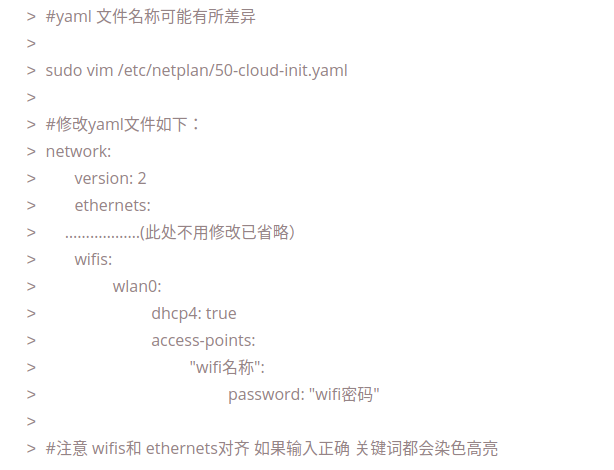 > #yaml 文件名称可能有所差异
>
> sudo vim /etc/netplan/50-cloud-init.yaml
>
> #修改yaml文件如下：
> network:
> version: 2
> ethernets:
> ..................(此处不用修改已省略）
> wifis:
> wlan0:
> dhcp4: true
> access-points:
> "wifi名称":
> password: "wifi密码"
>
> #注意 wifis和 ethernets对齐 如果输入正确 关键词都会染色高亮